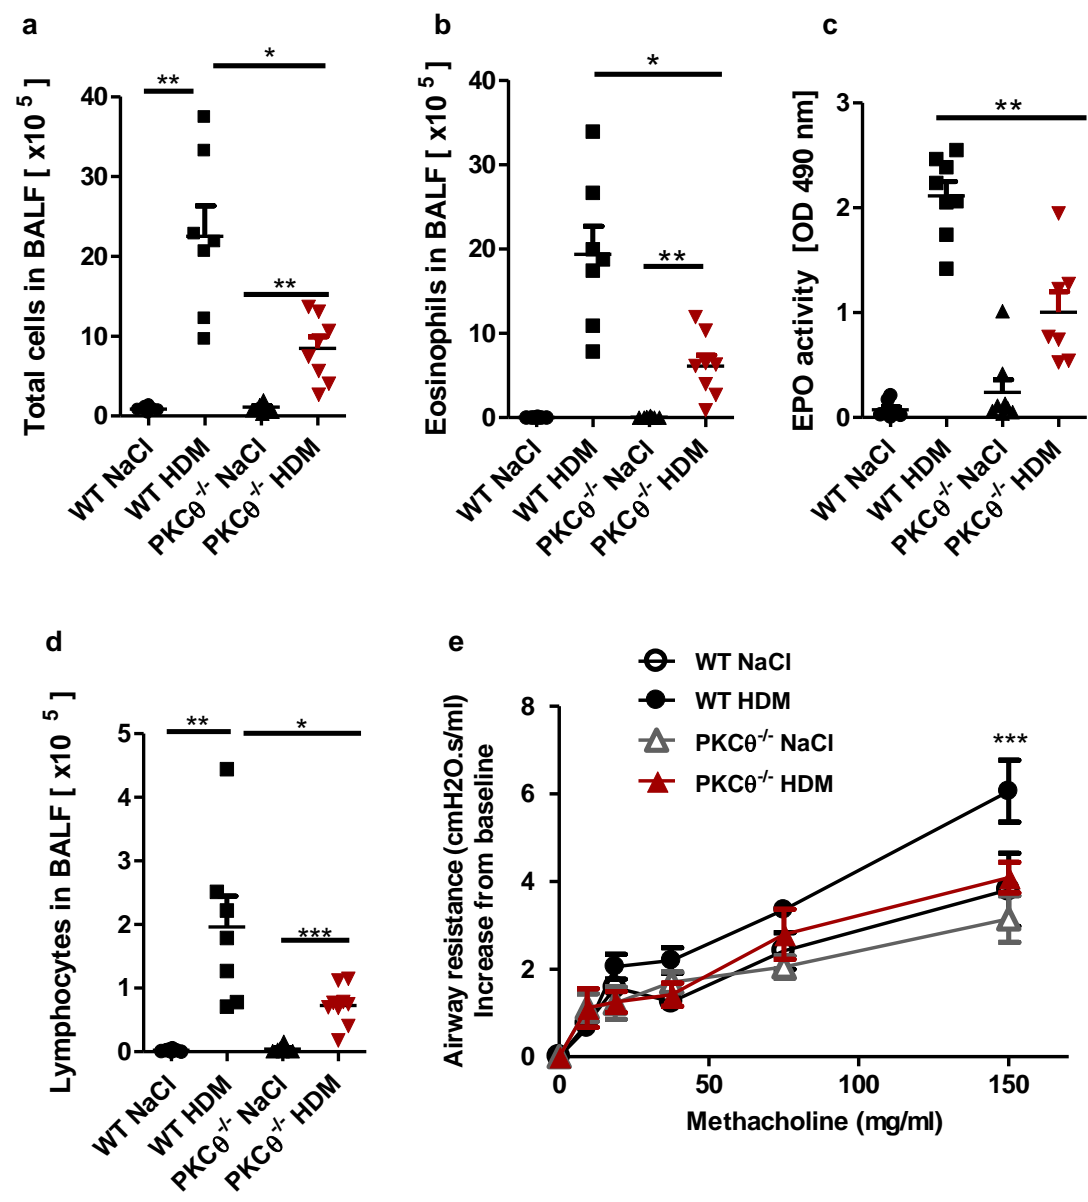 a
Total cells in BALF [ x10 5 ]
40
30
20
10
0
**
*
**
WT NaCl
WT HDM
PKCθ-/- NaCl
PKCθ-/- HDM
b
Eosinophils in BALF [ x10 5 ]
40
30
20
10
0
*
**
WT NaCl
WT HDM
PKCθ-/- NaCl
PKCθ-/- HDM
c
EPO activity [OD 490 nm]
3
2
1
0
**
WT NaCl
WT HDM
PKCθ-/- NaCl
PKCθ-/- HDM
d
Lymphocytes in BALF [ x10 5 ]
5
4
3
2
1
0
**
*
***
WT NaCl
WT HDM
PKCθ-/- NaCl
PKCθ-/- HDM
e
WT NaCl
WT HDM
PKCθ-/- NaCl
PKCθ-/- HDM
Airway resistance (cmH2O.s/ml)
Increase from baseline
8
6
4
2
0
***
0
50
100
150
Methacholine (mg/ml)